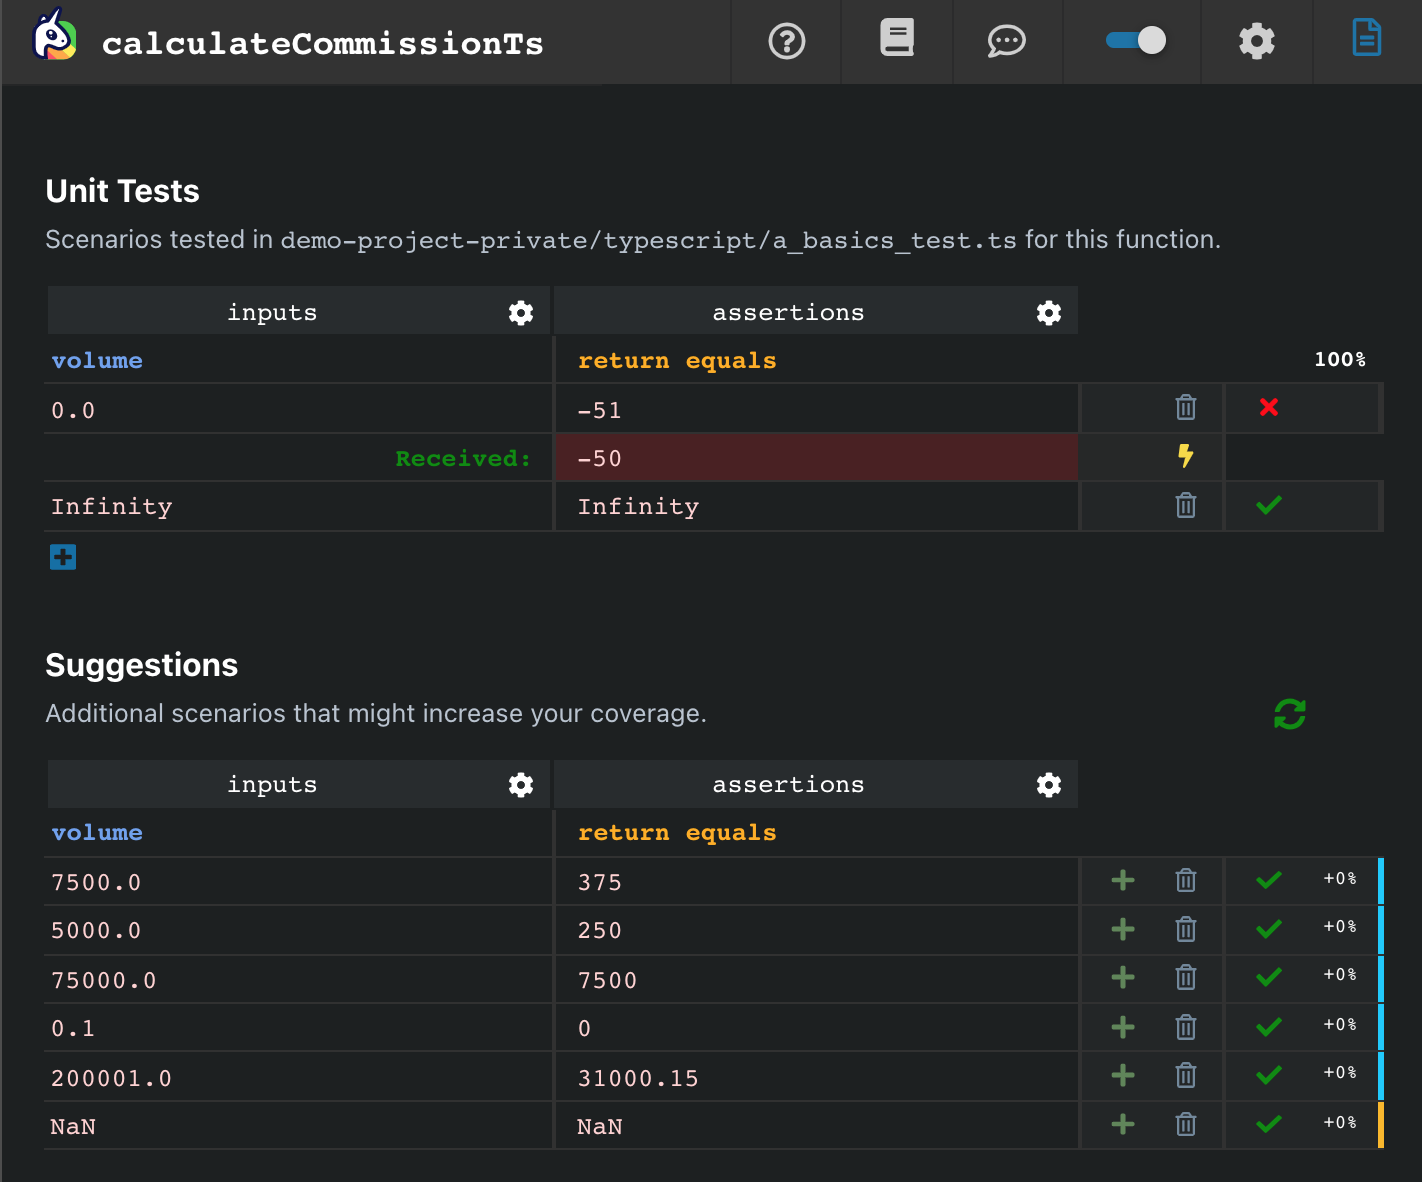 calculateCommissionTs
Unit Tests
Scenarios tested in demo-project-private/typescript/a_basics_test.ts for this function.
inputs assertions
volume return equals 100%
0.0 -51
Received: -50
Infinity Infinity
Suggestions
Additional scenarios that might increase your coverage.
inputs assertions
volume return equals
7500.0 375 +0%
5000.0 250 +0%
75000.0 7500 +0%
0.1 0 +0%
200001.0 31000.15 +0%
NaN NaN +0%